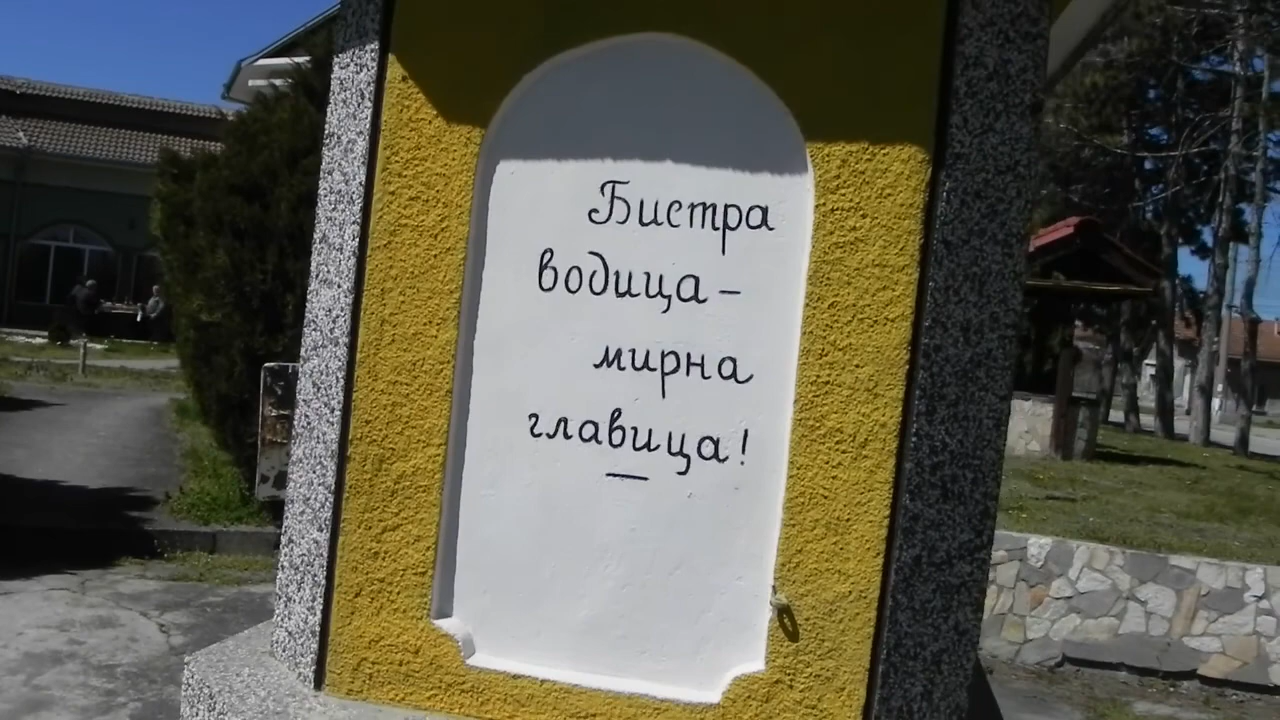 Бистра
водица –
мирна
главица!